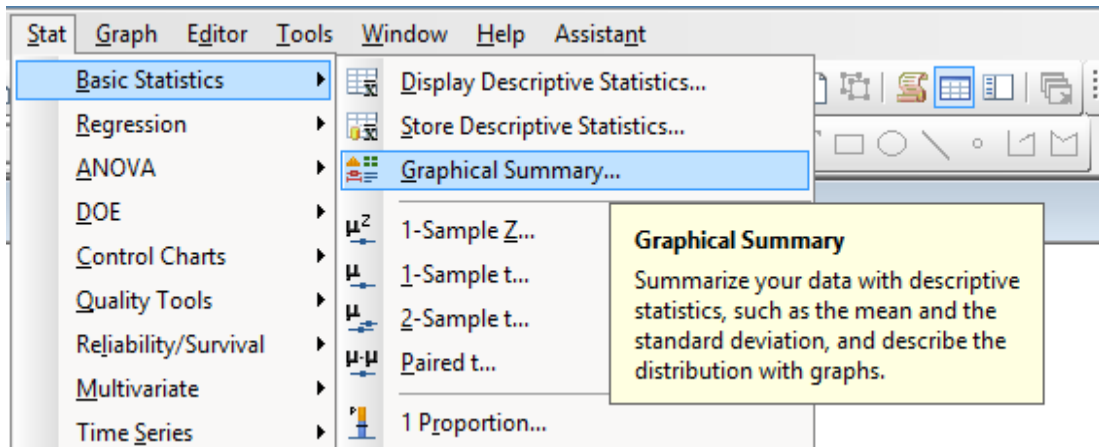 Stat Graph Editor Tools Window Help Assistant
Basic Statistics
Regression
ANOVA
DOE
Control Charts
Quality Tools
Reliability/Survival
Multivariate
Time Series
Display Descriptive Statistics...
Store Descriptive Statistics...
Graphical Summary...
µZ 1-Sample Z...
µ 1-Sample t...
µ 2-Sample t...
µ-µ Paired t...
P 1 Proportion...
Graphical Summary
Summarize your data with descriptive
statistics, such as the mean and the
standard deviation, and describe the
distribution with graphs.